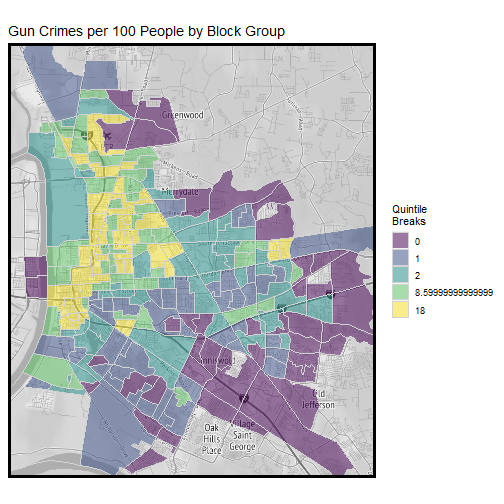 Gun Crimes per 100 People by Block Group
Greenwood
Merrydale
Inniswold
Old
Jefferson
Oak
Hills
Place
Village
Saint
George
Quintile
Breaks
0
1
2
8.59999999999999
18